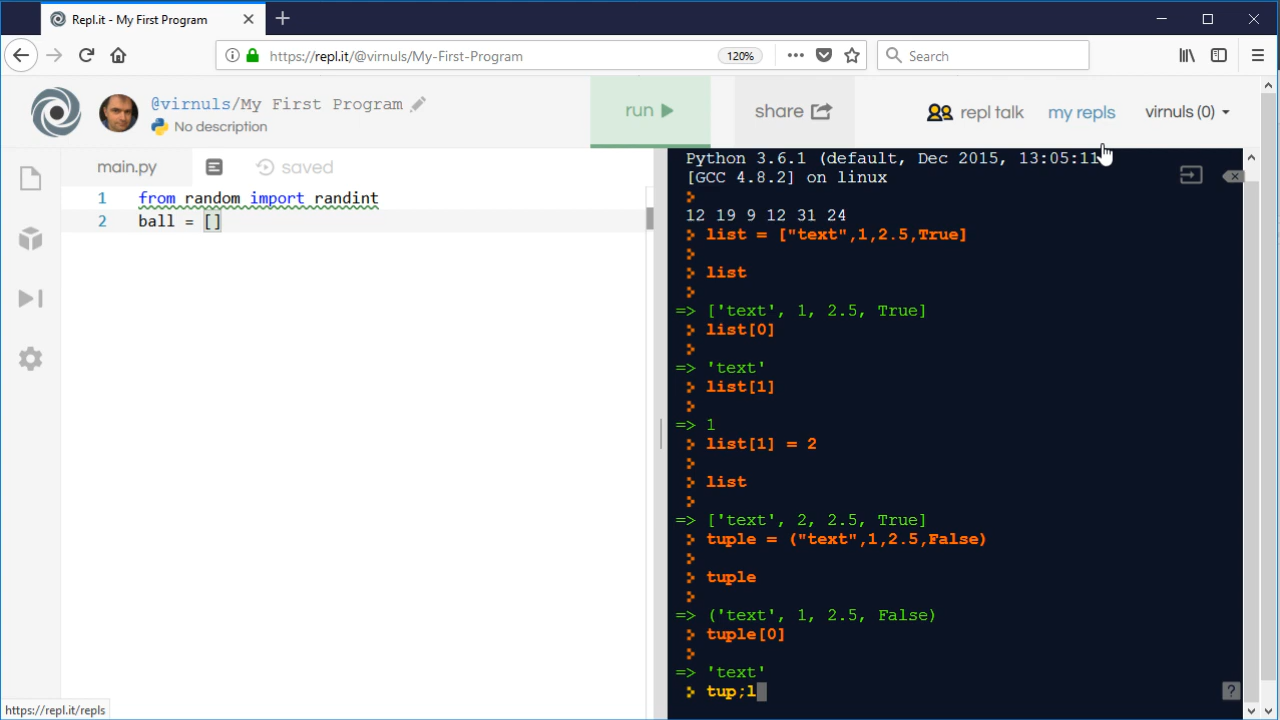 Repl.it - My First Program
https://repl.it/@virnuls/My-First-Program
120%
Search
@virnuls/My First Program
No description
run
share
repl talk
my repls
virnuls (0)
main.py
saved
1 from random import randint
2 ball = []
Python 3.6.1 (default, Dec 2015, 13:05:11
[GCC 4.8.2] on linux
12 19 9 12 31 24
list = ["text",1,2.5,True]
list
=> ['text', 1, 2.5, True]
list[0]
=> 'text'
list[1]
=> 1
list[1] = 2
list
=> ['text', 2, 2.5, True]
tuple = ("text",1,2.5,False)
tuple
=> ('text', 1, 2.5, False)
tuple[0]
=> 'text'
tup;l
?
https://repl.it/repls